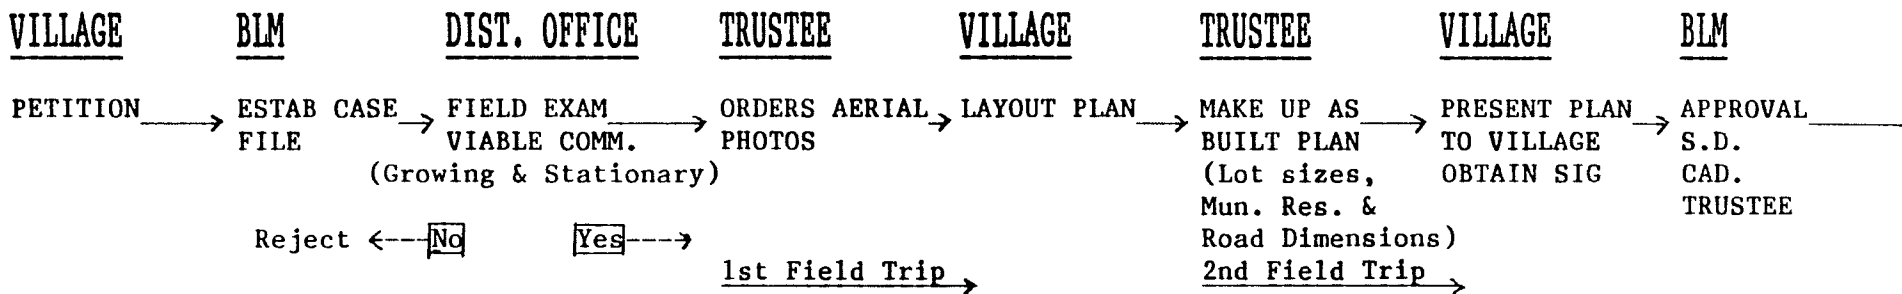 VILLAGE BLM DIST. OFFICE TRUSTEE VILLAGE TRUSTEE VILLAGE BLM
PETITION ESTAB CASE FIELD EXAM ORDERS AERIAL LAYOUT PLAN MAKE UP AS PRESENT PLAN APPROVAL
FILE VIABLE COMM. PHOTOS BUILT PLAN TO VILLAGE S.D.
(Growing & Stationary) (Lot sizes, OBTAIN SIG CAD.
Mun. Res. & TRUSTEE
Reject No Yes Road Dimensions)
1st Field Trip 2nd Field Trip